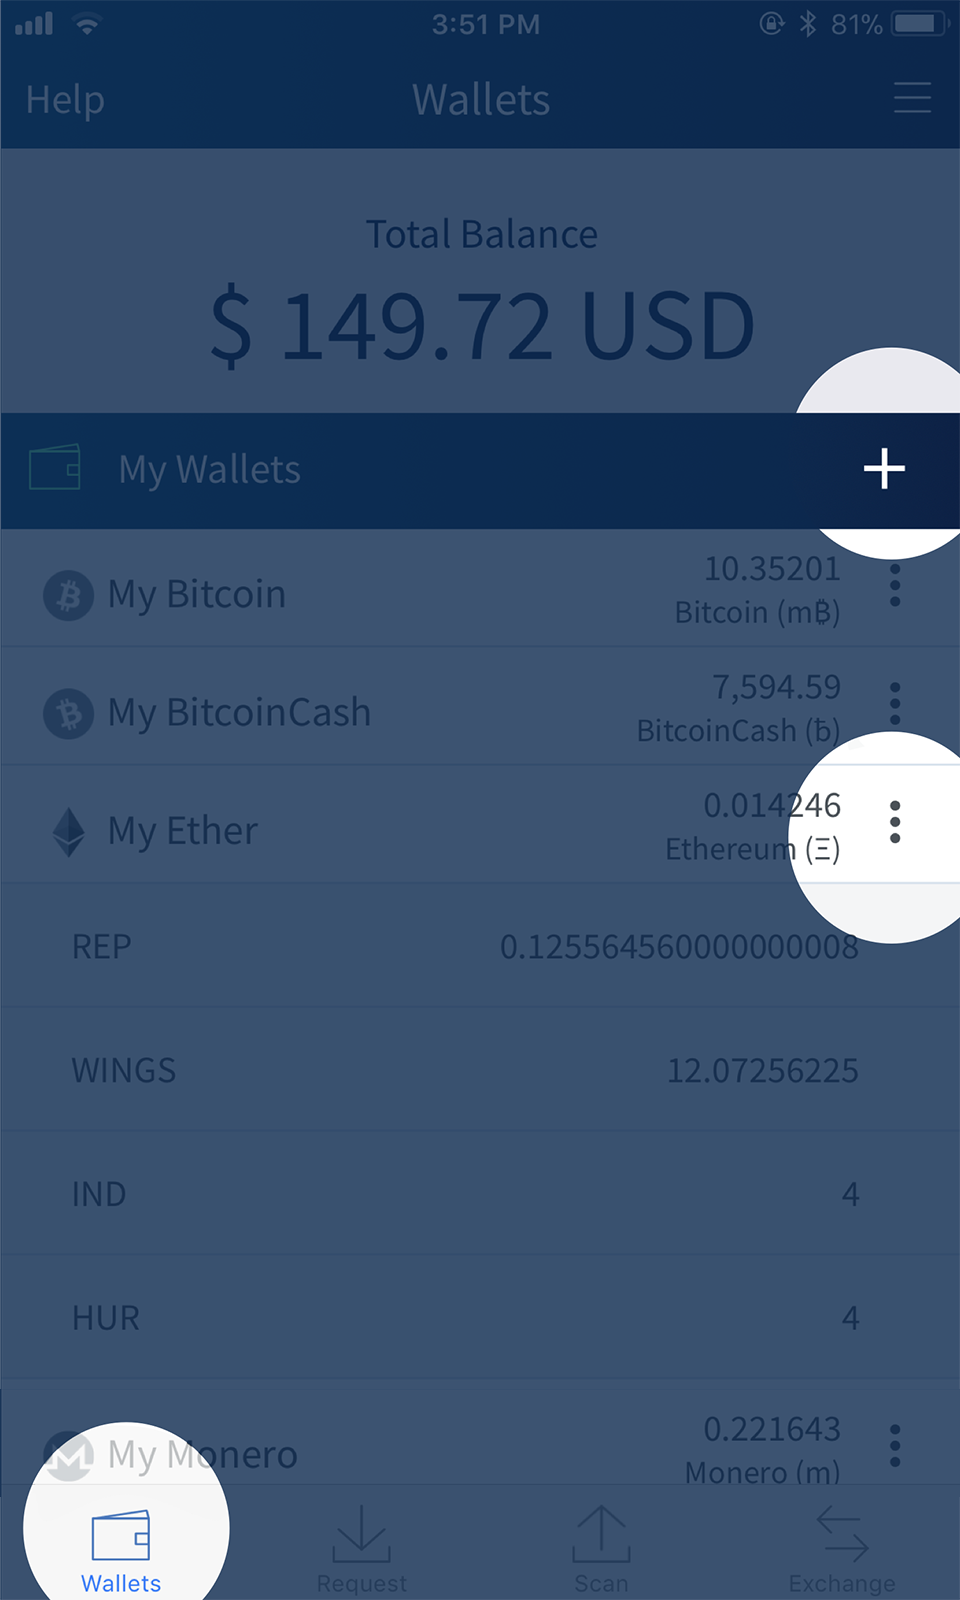 3:51 PM 81%
Help Wallets
Total Balance
$ 149.72 USD
My Wallets
My Bitcoin 10.35201
Bitcoin (m₿)
My BitcoinCash 7,594.59
BitcoinCash (ƀ)
My Ether 0.014246
Ethereum (Ξ)
REP 0.125564560000000008
WINGS 12.07256225
IND 4
HUR 4
My Monero 0.221643
Monero (m)
Wallets Request Scan Exchange